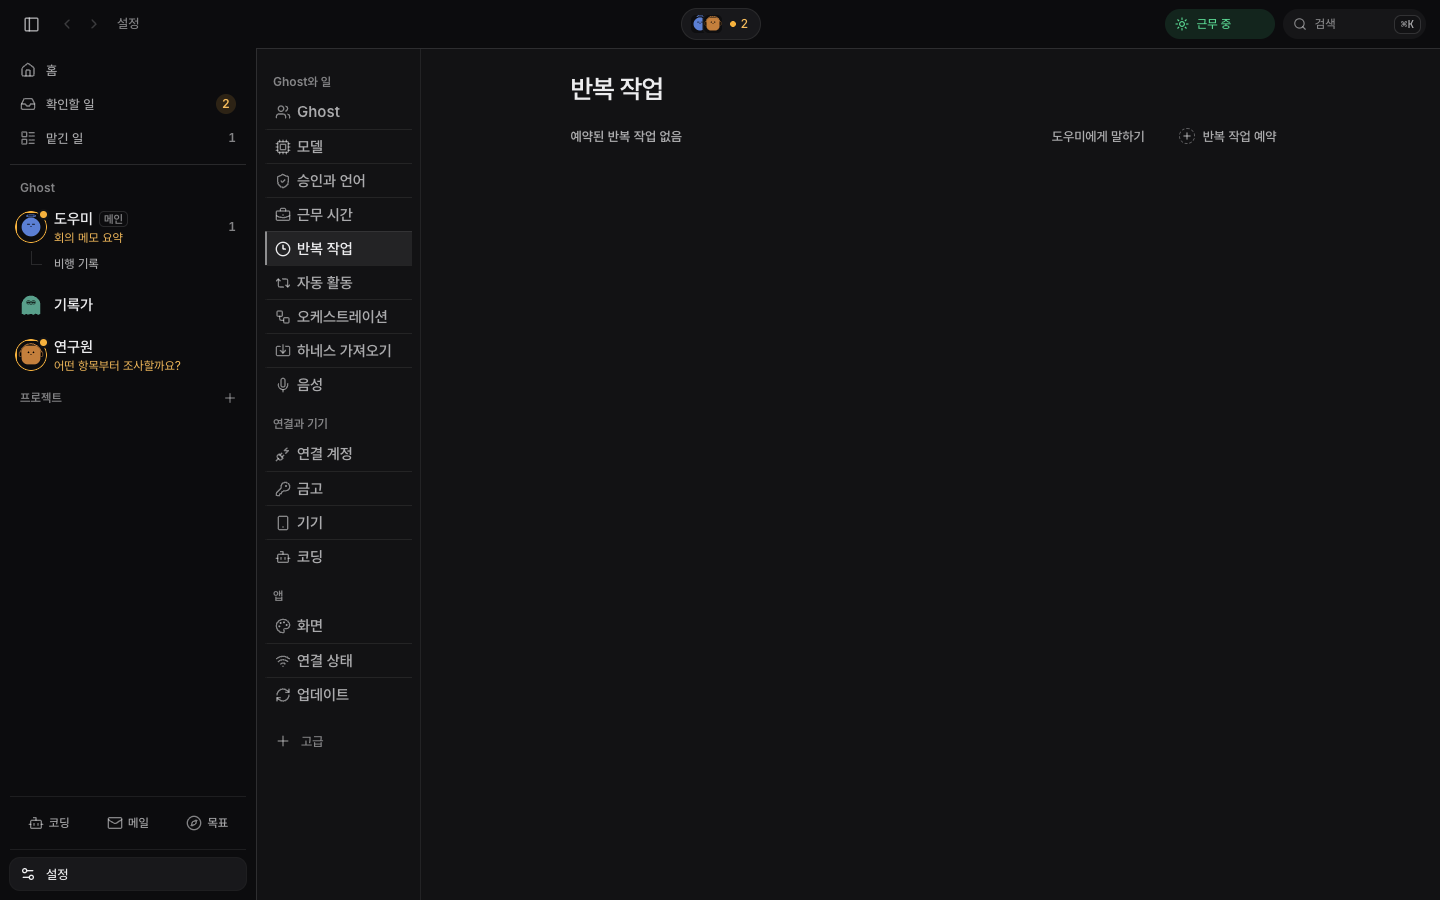 설정
2
근무 중
검색
⌘K
홈
확인할 일
2
맡긴 일
1
Ghost
도우미
메인
회의 메모 요약
1
비행 기록
기록가
연구원
어떤 항목부터 조사할까요?
프로젝트
코딩
메일
목표
설정
Ghost와 일
Ghost
모델
승인과 언어
근무 시간
반복 작업
자동 활동
오케스트레이션
하네스 가져오기
음성
연결과 기기
연결 계정
금고
기기
코딩
앱
화면
연결 상태
업데이트
고급
반복 작업
예약된 반복 작업 없음
도우미에게 말하기
반복 작업 예약